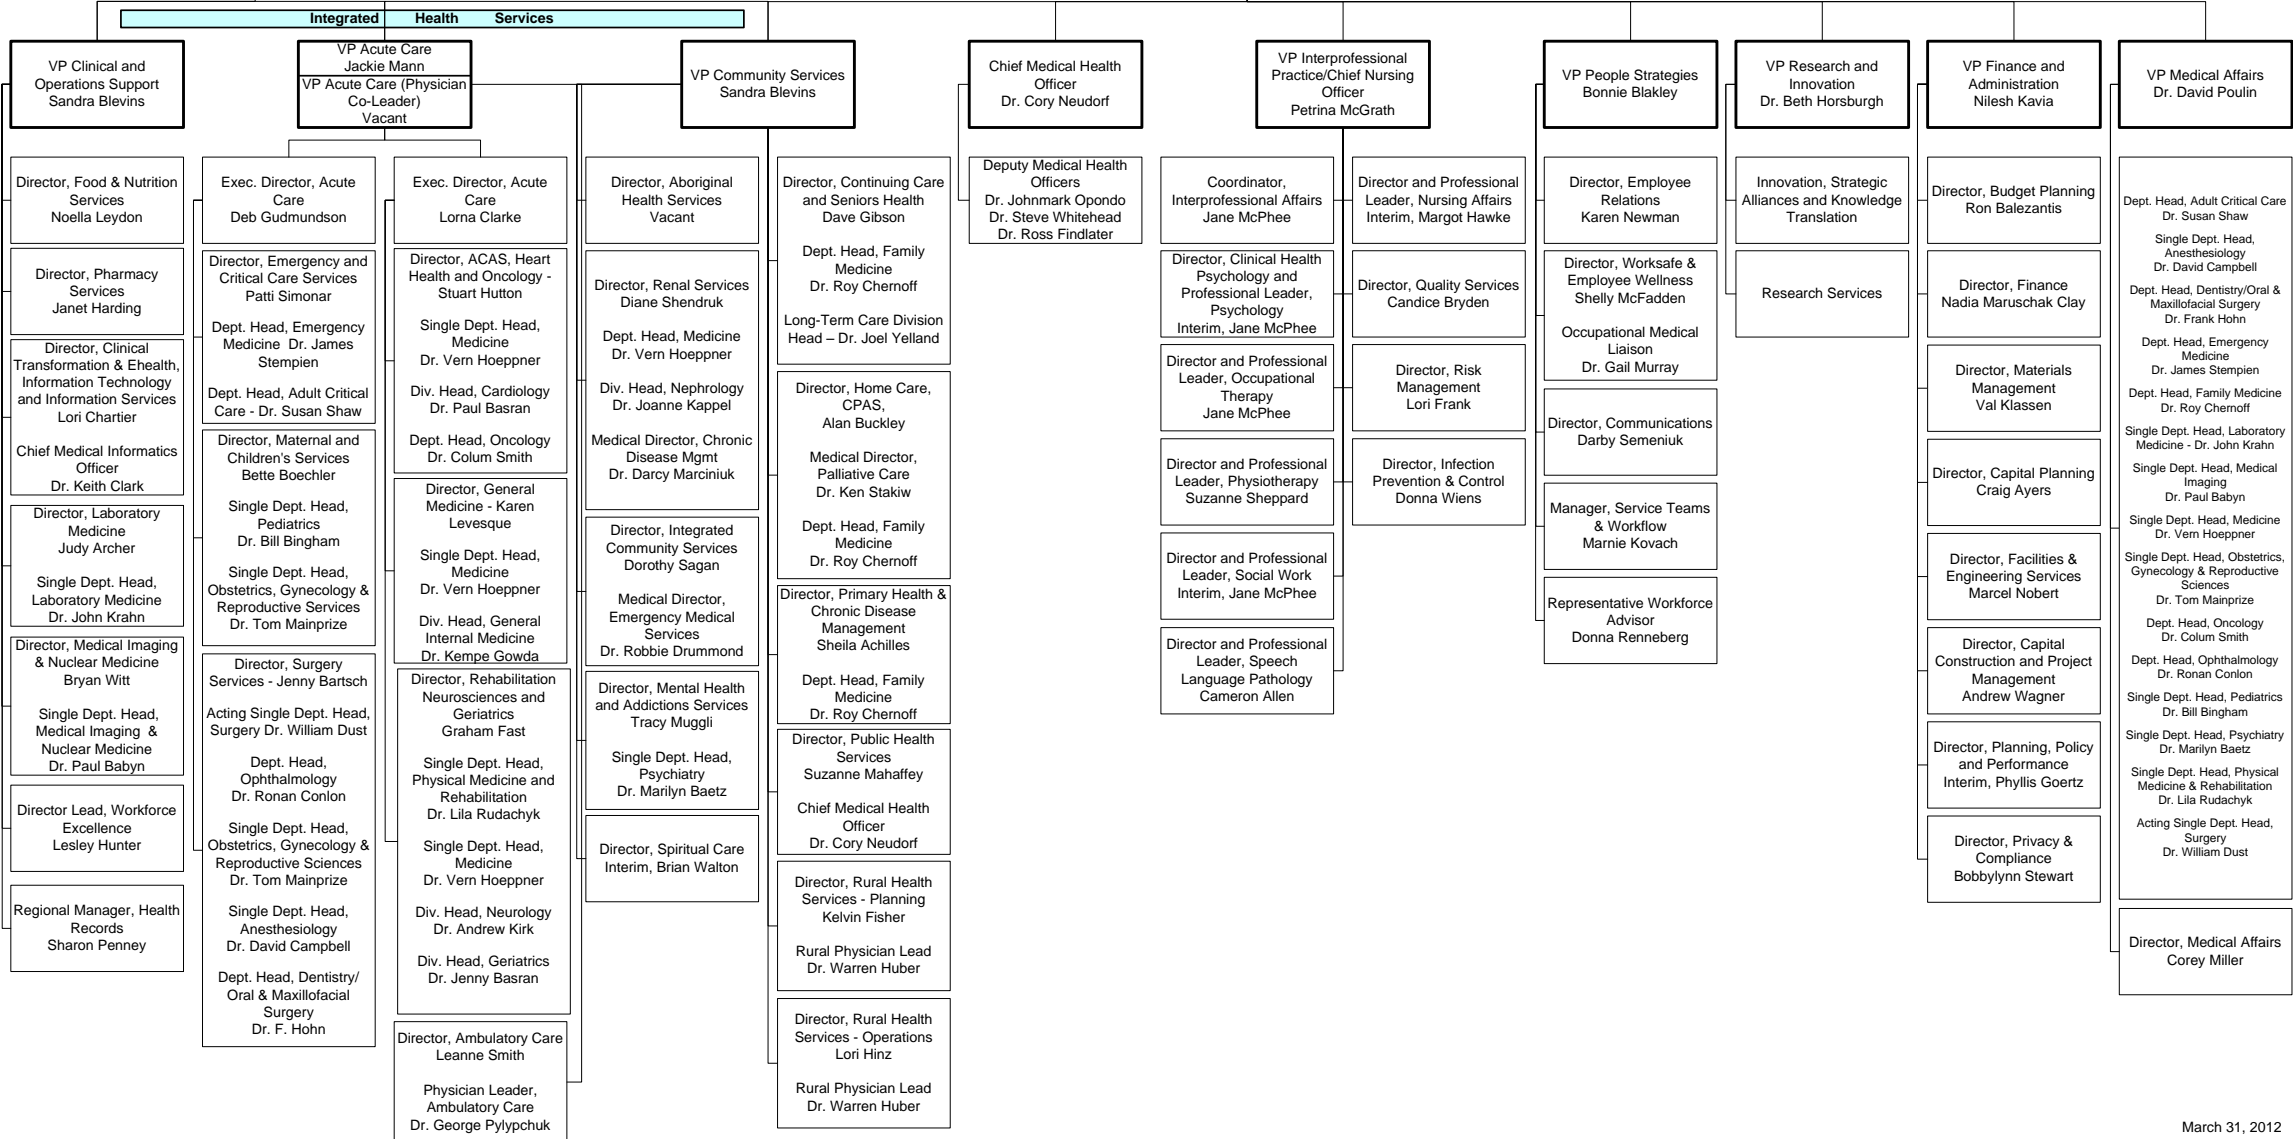 Integrated Health Services
VP Clinical and
Operations Support
Sandra Blevins
VP Acute Care
Jackie Mann
VP Acute Care (Physician
Co-Leader)
Vacant
VP Community Services
Sandra Blevins
Chief Medical Health
Officer
Dr. Cory Neudorf
VP Interprofessional
Practice/Chief Nursing
Officer
Petrina McGrath
VP People Strategies
Bonnie Blakley
VP Research and
Innovation
Dr. Beth Horsburgh
VP Finance and
Administration
Nilesh Kavia
VP Medical Affairs
Dr. David Poulin
Director, Food & Nutrition
Services
Noella Leydon
Director, Pharmacy
Services
Janet Harding
Director, Clinical
Transformation & Ehealth,
Information Technology
and Information Services
Lori Chartier
Chief Medical Informatics
Officer
Dr. Keith Clark
Director, Laboratory
Medicine
Judy Archer
Single Dept. Head,
Laboratory Medicine
Dr. John Krahn
Director, Medical Imaging
& Nuclear Medicine
Bryan Witt
Single Dept. Head,
Medical Imaging &
Nuclear Medicine
Dr. Paul Babyn
Director Lead, Workforce
Excellence
Lesley Hunter
Regional Manager, Health
Records
Sharon Penney
Exec. Director, Acute
Care
Deb Gudmundson
Director, Emergency and
Critical Care Services
Patti Simonar
Dept. Head, Emergency
Medicine Dr. James
Stempien
Dept. Head, Adult Critical
Care - Dr. Susan Shaw
Director, Maternal and
Children's Services
Bette Boechler
Single Dept. Head,
Pediatrics
Dr. Bill Bingham
Single Dept. Head,
Obstetrics, Gynecology &
Reproductive Services
Dr. Tom Mainprize
Director, Surgery
Services - Jenny Bartsch
Acting Single Dept. Head,
Surgery Dr. William Dust
Dept. Head,
Ophthalmology
Dr. Ronan Conlon
Single Dept. Head,
Obstetrics, Gynecology &
Reproductive Sciences
Dr. Tom Mainprize
Single Dept. Head,
Anesthesiology
Dr. David Campbell
Dept. Head, Dentistry/
Oral & Maxillofacial
Surgery
Dr. F. Hohn
Exec. Director, Acute
Care
Lorna Clarke
Director, ACAS, Heart
Health and Oncology -
Stuart Hutton
Single Dept. Head,
Medicine
Dr. Vern Hoeppner
Div. Head, Cardiology
Dr. Paul Basran
Dept. Head, Oncology
Dr. Colum Smith
Director, General
Medicine - Karen
Levesque
Single Dept. Head,
Medicine
Dr. Vern Hoeppner
Div. Head, General
Internal Medicine
Dr. Kempe Gowda
Director, Rehabilitation
Neurosciences and
Geriatrics
Graham Fast
Single Dept. Head,
Physical Medicine and
Rehabilitation
Dr. Lila Rudachyk
Single Dept. Head,
Medicine
Dr. Vern Hoeppner
Div. Head, Neurology
Dr. Andrew Kirk
Div. Head, Geriatrics
Dr. Jenny Basran
Director, Ambulatory Care
Leanne Smith
Physician Leader,
Ambulatory Care
Dr. George Pylypchuk
Director, Aboriginal
Health Services
Vacant
Director, Renal Services
Diane Shendruk
Dept. Head, Medicine
Dr. Vern Hoeppner
Div. Head, Nephrology
Dr. Joanne Kappel
Medical Director, Chronic
Disease Mgmt
Dr. Darcy Marciniuk
Director, Integrated
Community Services
Dorothy Sagan
Medical Director,
Emergency Medical
Services
Dr. Robbie Drummond
Director, Mental Health
and Addictions Services
Tracy Muggli
Single Dept. Head,
Psychiatry
Dr. Marilyn Baetz
Director, Spiritual Care
Interim, Brian Walton
Director, Continuing Care
and Seniors Health
Dave Gibson
Dept. Head, Family
Medicine
Dr. Roy Chernoff
Long-Term Care Division
Head – Dr. Joel Yelland
Director, Home Care,
CPAS,
Alan Buckley
Medical Director,
Palliative Care
Dr. Ken Stakiw
Dept. Head, Family
Medicine
Dr. Roy Chernoff
Director, Primary Health &
Chronic Disease
Management
Sheila Achilles
Dept. Head, Family
Medicine
Dr. Roy Chernoff
Director, Public Health
Services
Suzanne Mahaffey
Chief Medical Health
Officer
Dr. Cory Neudorf
Director, Rural Health
Services - Planning
Kelvin Fisher
Rural Physician Lead
Dr. Warren Huber
Director, Rural Health
Services - Operations
Lori Hinz
Rural Physician Lead
Dr. Warren Huber
Deputy Medical Health
Officers
Dr. Johnmark Opondo
Dr. Steve Whitehead
Dr. Ross Findlater
Coordinator,
Interprofessional Affairs
Jane McPhee
Director, Clinical Health
Psychology and
Professional Leader,
Psychology
Interim, Jane McPhee
Director and Professional
Leader, Occupational
Therapy
Jane McPhee
Director and Professional
Leader, Physiotherapy
Suzanne Sheppard
Director and Professional
Leader, Social Work
Interim, Jane McPhee
Director and Professional
Leader, Speech
Language Pathology
Cameron Allen
Director and Professional
Leader, Nursing Affairs
Interim, Margot Hawke
Director, Quality Services
Candice Bryden
Director, Risk
Management
Lori Frank
Director, Infection
Prevention & Control
Donna Wiens
Director, Employee
Relations
Karen Newman
Director, Worksafe &
Employee Wellness
Shelly McFadden
Occupational Medical
Liaison
Dr. Gail Murray
Director, Communications
Darby Semeniuk
Manager, Service Teams
& Workflow
Marnie Kovach
Representative Workforce
Advisor
Donna Renneberg
Innovation, Strategic
Alliances and Knowledge
Translation
Research Services
Director, Budget Planning
Ron Balezantis
Director, Finance
Nadia Maruschak Clay
Director, Materials
Management
Val Klassen
Director, Capital Planning
Craig Ayers
Director, Facilities &
Engineering Services
Marcel Nobert
Director, Capital
Construction and Project
Management
Andrew Wagner
Director, Planning, Policy
and Performance
Interim, Phyllis Goertz
Director, Privacy &
Compliance
Bobbylynn Stewart
Dept. Head, Adult Critical Care
Dr. Susan Shaw
Single Dept. Head,
Anesthesiology
Dr. David Campbell
Dept. Head, Dentistry/Oral &
Maxillofacial Surgery
Dr. Frank Hohn
Dept. Head, Emergency
Medicine
Dr. James Stempien
Dept. Head, Family Medicine
Dr. Roy Chernoff
Single Dept. Head, Laboratory
Medicine - Dr. John Krahn
Single Dept. Head, Medical
Imaging
Dr. Paul Babyn
Single Dept. Head, Medicine
Dr. Vern Hoeppner
Single Dept. Head, Obstetrics,
Gynecology & Reproductive
Sciences
Dr. Tom Mainprize
Dept. Head, Oncology
Dr. Colum Smith
Dept. Head, Ophthalmology
Dr. Ronan Conlon
Single Dept. Head, Pediatrics
Dr. Bill Bingham
Single Dept. Head, Psychiatry
Dr. Marilyn Baetz
Single Dept. Head, Physical
Medicine & Rehabilitation
Dr. Lila Rudachyk
Acting Single Dept. Head,
Surgery
Dr. William Dust
Director, Medical Affairs
Corey Miller
March 31, 2012